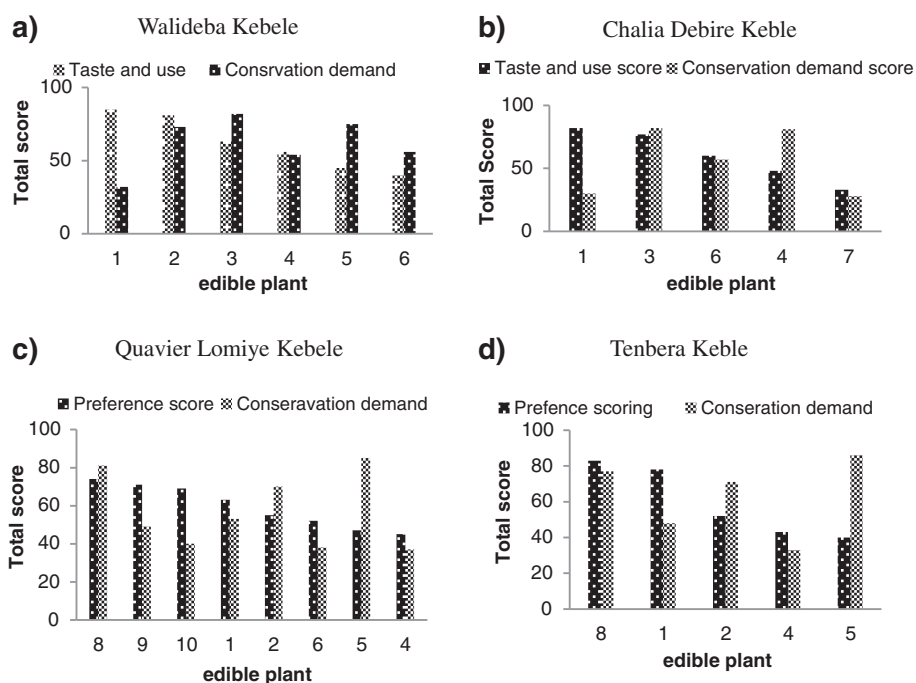 a) Walideba Kebele
Taste and use Consrvation demand
Total score
100
50
0
1 2 3 4 5 6
edible plant
b) Chalia Debire Keble
Taste and use score Conservation demand score
Total Score
100
50
0
1 3 6 4 7
edible plant
c) Quavier Lomiye Kebele
Preference score Conseravation demand
Total score
100
80
60
40
20
0
8 9 10 1 2 6 5 4
edible plant
d) Tenbera Keble
Prefence scoring Conseration demand
Total score
100
80
60
40
20
0
8 1 2 4 5
edible plant